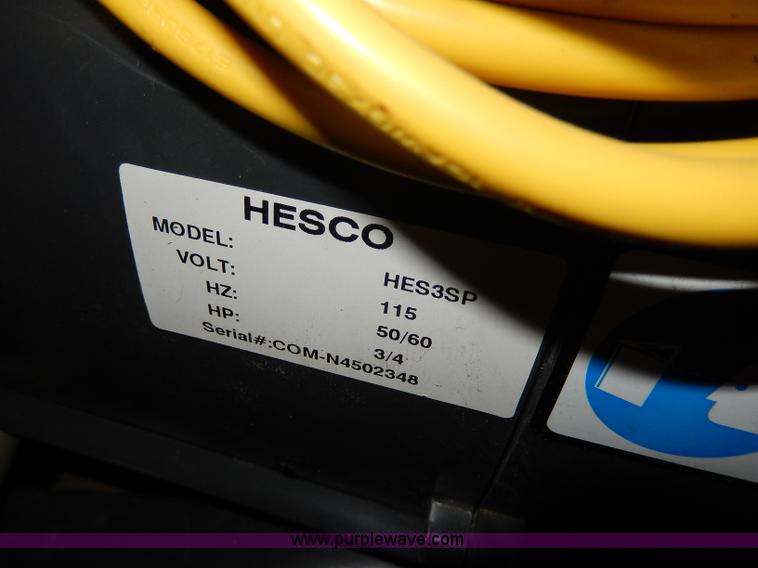 HESCO
MODEL: HES3SP
VOLT: 115
HZ: 50/60
HP: 3/4
Serial#:COM-N4502348
www.purplewave.com